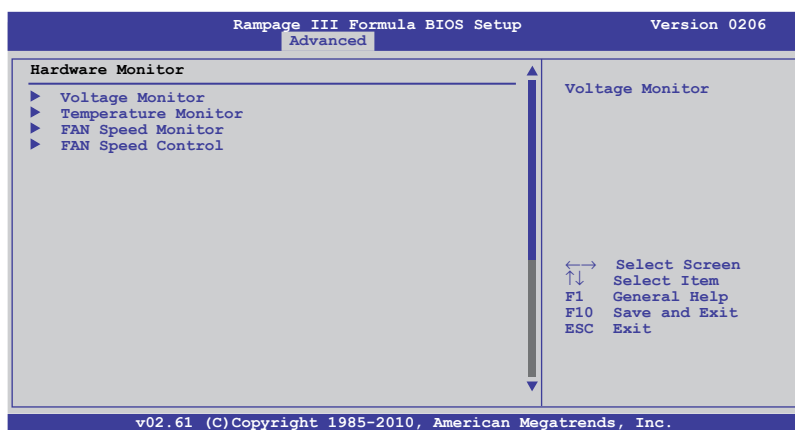 Rampage III Formula BIOS Setup Version 0206
Advanced
Hardware Monitor
Voltage Monitor
Temperature Monitor
FAN Speed Monitor
FAN Speed Control
Voltage Monitor
←→ Select Screen
↑↓ Select Item
F1 General Help
F10 Save and Exit
ESC Exit
v02.61 (C)Copyright 1985-2010, American Megatrends, Inc.